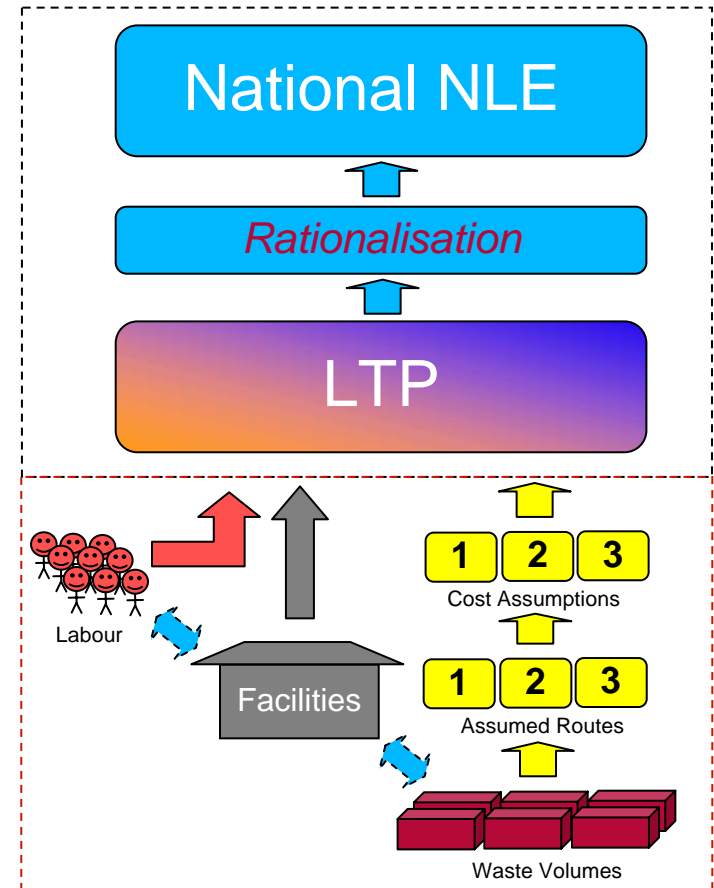 National NLE
Rationalisation
LTP
1 2 3
Cost Assumptions
Labour
Facilities
1 2 3
Assumed Routes
Waste Volumes